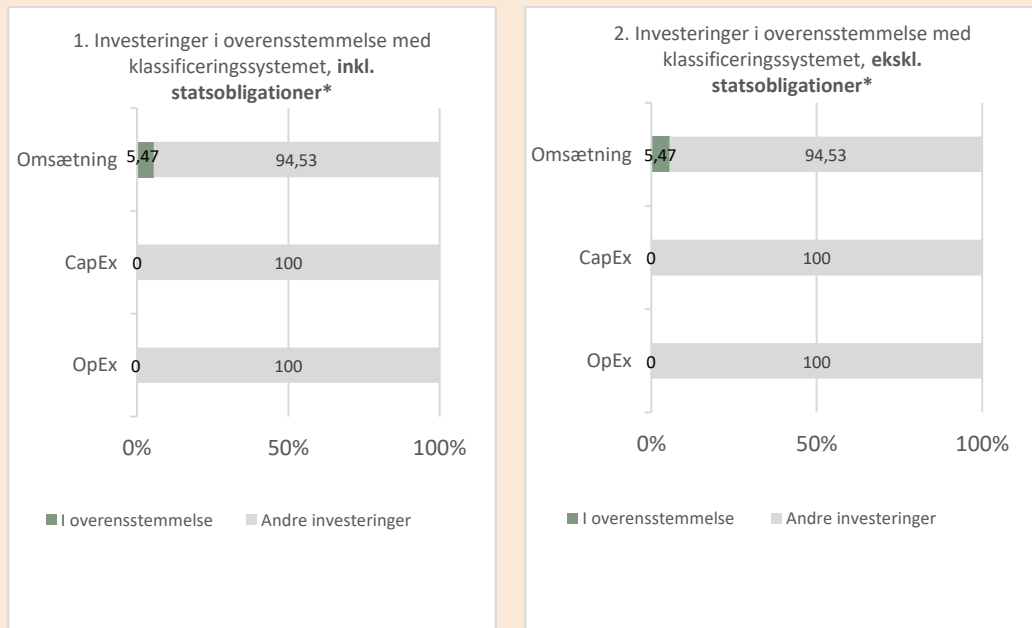 1. Investeringer i overensstemmelse med
klassificeringssystemet, inkl.
statsobligationer*
Omsætning 5,47 94,53
CapEx 0 100
OpEx 0 100
0% 50% 100%
I overensstemmelse Andre investeringer
2. Investeringer i overensstemmelse med
klassificeringssystemet, ekskl.
statsobligationer*
Omsætning 5,47 94,53
CapEx 0 100
OpEx 0 100
0% 50% 100%
I overensstemmelse Andre investeringer